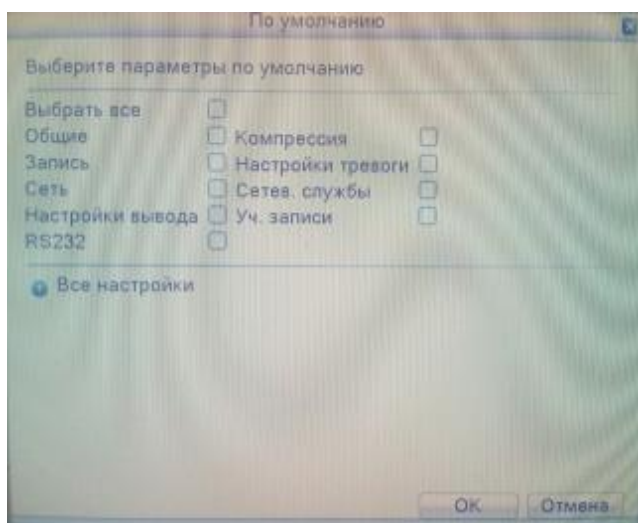 По умолчанию
Выберите параметры по умолчанию
Выбрать все
Общие Компрессия
Запись Настройки тревоги
Сеть Сетев. службы
Настройки вывода Уч. записи
RS232
Все настройки
OK Отмена